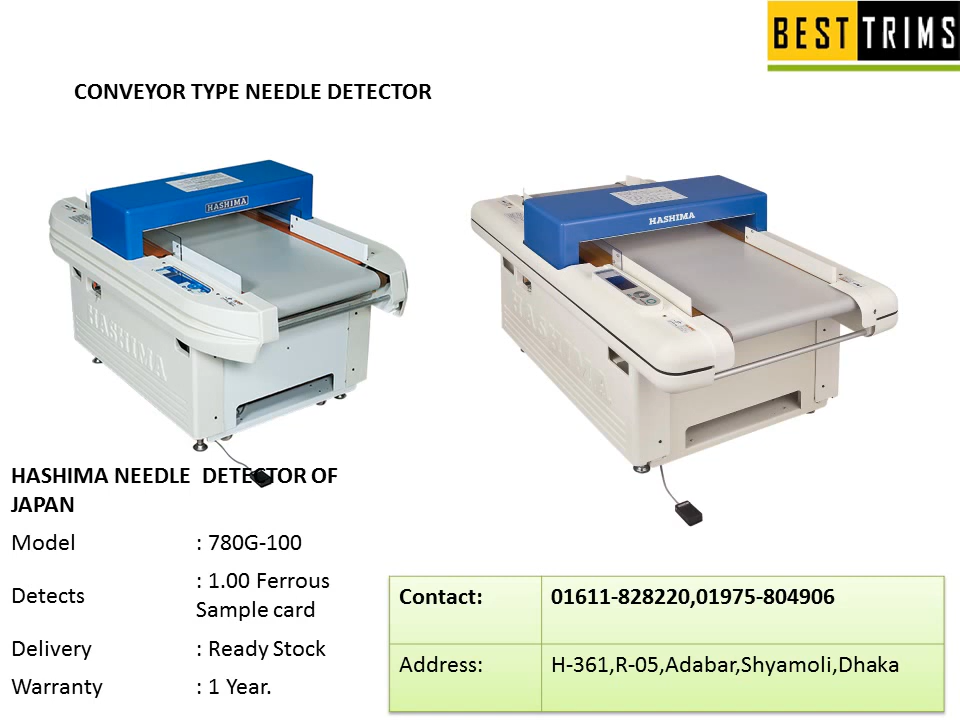 BEST TRIMS
CONVEYOR TYPE NEEDLE DETECTOR
HASHIMA
HASHIMA
HASHIMA
HASHIMA
HASHIMA NEEDLE DETECTOR OF
JAPAN
Model : 780G-100
Detects : 1.00 Ferrous
Sample card
Delivery : Ready Stock
Warranty : 1 Year.
Contact: 01611-828220,01975-804906
Address: H-361,R-05,Adabar,Shyamoli,Dhaka